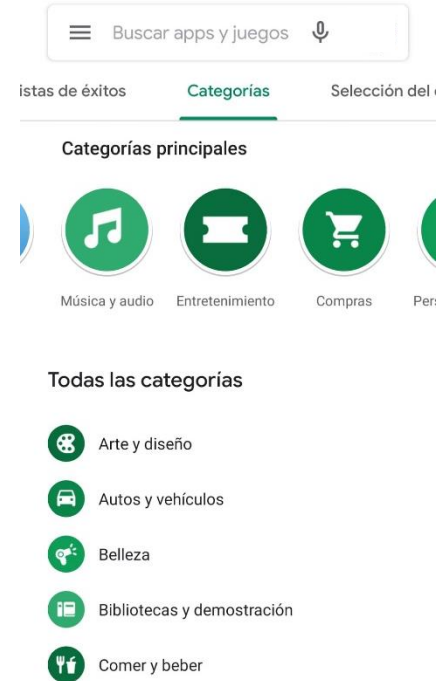 Buscar apps y juegos
istas de éxitos Categorías Selección del
Categorías principales
Música y audio Entretenimiento Compras Pers
Todas las categorías
Arte y diseño
Autos y vehículos
Belleza
Bibliotecas y demostración
Comer y beber